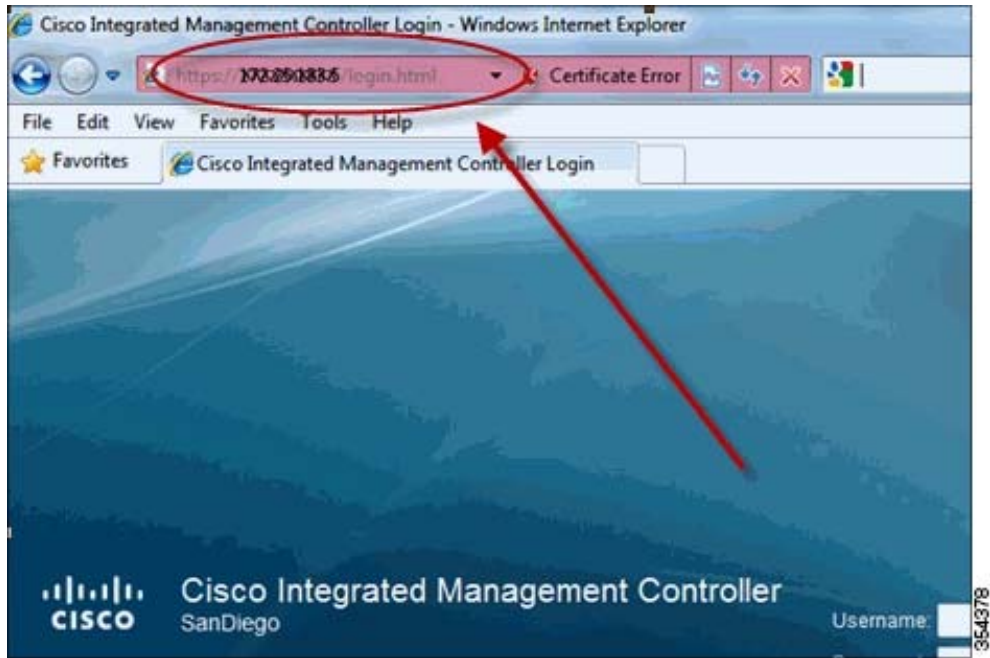 Cisco Integrated Management Controller Login - Windows Internet Explorer
https:// /login.html Certificate Error
File Edit View Favorites Tools Help
Favorites Cisco Integrated Management Controller Login
CISCO
Cisco Integrated Management Controller
SanDiego
Username:
354378